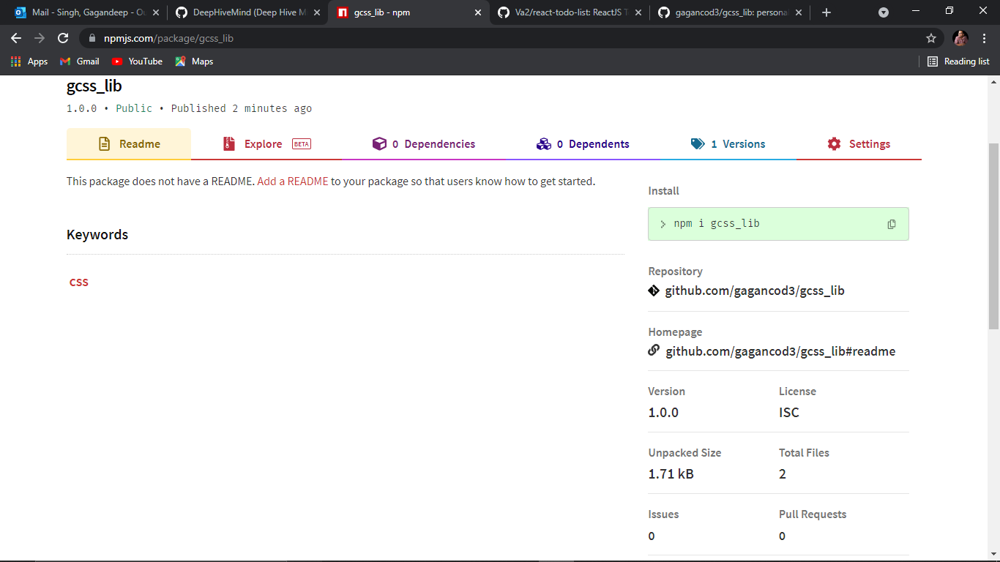 Mail - Singh, Gagandeep - Ou
DeepHiveMind (Deep Hive M
gcss_lib - npm
Va2/react-todo-list: ReactJS T
gagancod3/gcss_lib: persona
npmjs.com/package/gcss_lib
Apps
Gmail
YouTube
Maps
Reading list
gcss_lib
1.0.0 • Public • Published 2 minutes ago
Readme
Explore BETA
0 Dependencies
0 Dependents
1 Versions
Settings
This package does not have a README. Add a README to your package so that users know how to get started.
Keywords
css
Install
> npm i gcss_lib
Repository
github.com/gagancod3/gcss_lib
Homepage
github.com/gagancod3/gcss_lib#readme
Version
License
1.0.0
ISC
Unpacked Size
Total Files
1.71 kB
2
Issues
Pull Requests
0
0